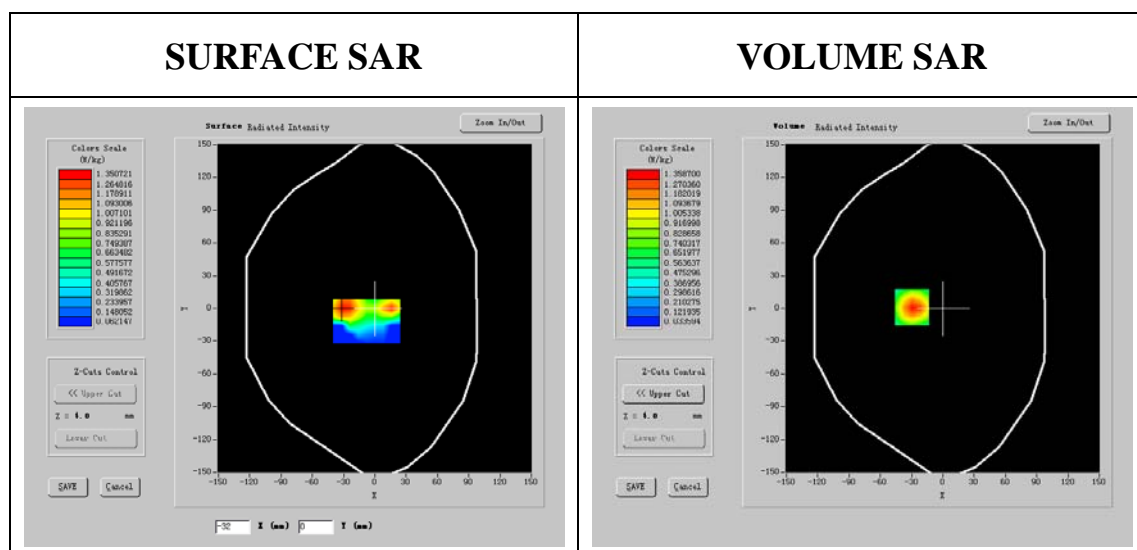 SURFACE SAR
VOLUME SAR
Surface Radiated Intensity
Zoom In/Out
Colors Scale
(W/kg)
1.350721
1.264816
1.178911
1.093006
1.007101
0.921196
0.835291
0.749387
0.663482
0.577577
0.491672
0.405767
0.319862
0.233957
0.148052
0.062147
150
120
90
60
30
0
-30
-60
-90
-120
-150
Y
-150 -120 -90 -60 -30 0 30 60 90 120 150
X
Z-Cuts Control
<< Upper Cut
Z = 4.0 mm
Lower Cut
SAVE
Cancel
-32 X (mm) 0 Y (mm)
Volume Radiated Intensity
Zoom In/Out
Colors Scale
(W/kg)
1.358700
1.270360
1.182019
1.093679
1.005338
0.916998
0.828658
0.740317
0.651977
0.563637
0.475296
0.386956
0.298616
0.210275
0.121935
0.033594
150
120
90
60
30
0
-30
-60
-90
-120
-150
Y
-150 -120 -90 -60 -30 0 30 60 90 120 150
X
Z-Cuts Control
<< Upper Cut
Z = 4.0 mm
Lower Cut
SAVE
Cancel